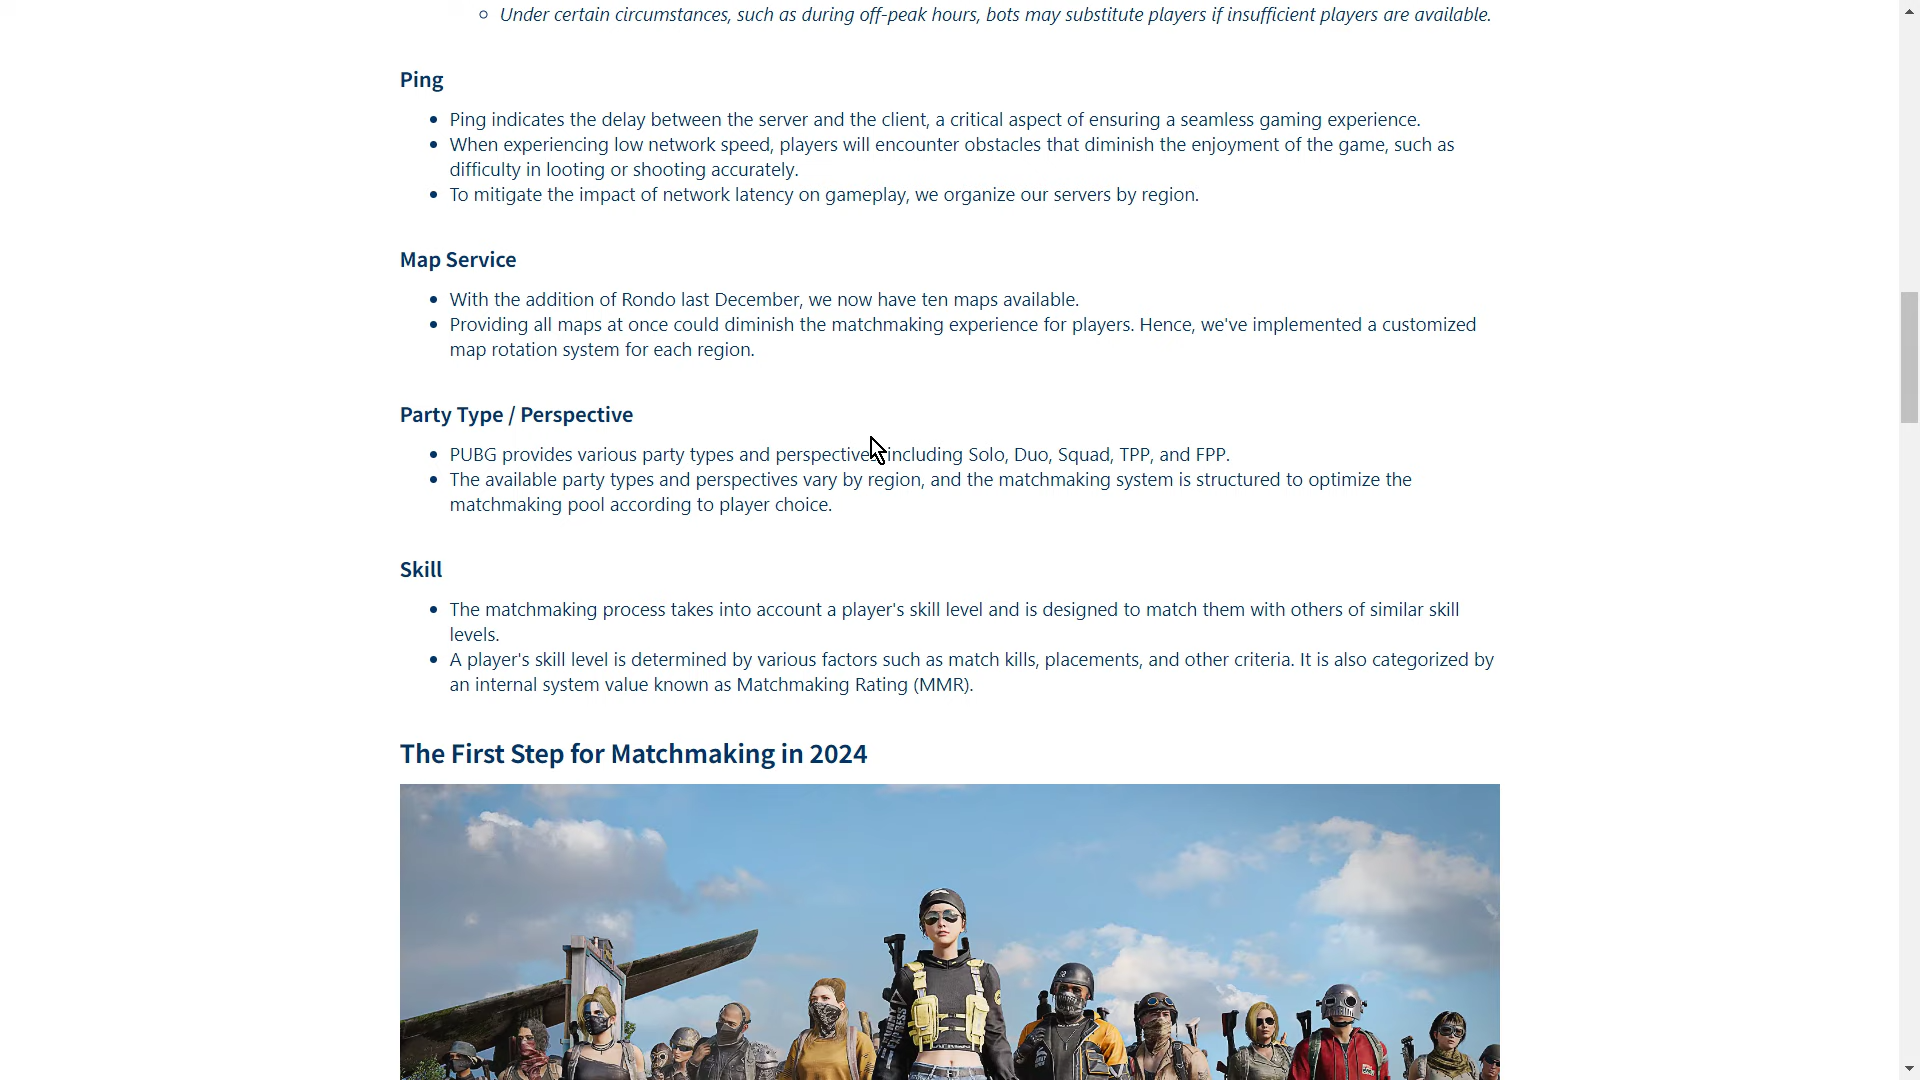 Under certain circumstances, such as during off-peak hours, bots may substitute players if insufficient players are available.
Ping
Ping indicates the delay between the server and the client, a critical aspect of ensuring a seamless gaming experience.
When experiencing low network speed, players will encounter obstacles that diminish the enjoyment of the game, such as
difficulty in looting or shooting accurately.
To mitigate the impact of network latency on gameplay, we organize our servers by region.
Map Service
With the addition of Rondo last December, we now have ten maps available.
Providing all maps at once could diminish the matchmaking experience for players. Hence, we've implemented a customized
map rotation system for each region.
Party Type / Perspective
PUBG provides various party types and perspectives including Solo, Duo, Squad, TPP, and FPP.
The available party types and perspectives vary by region, and the matchmaking system is structured to optimize the
matchmaking pool according to player choice.
Skill
The matchmaking process takes into account a player's skill level and is designed to match them with others of similar skill
levels.
A player's skill level is determined by various factors such as match kills, placements, and other criteria. It is also categorized by
an internal system value known as Matchmaking Rating (MMR).
The First Step for Matchmaking in 2024